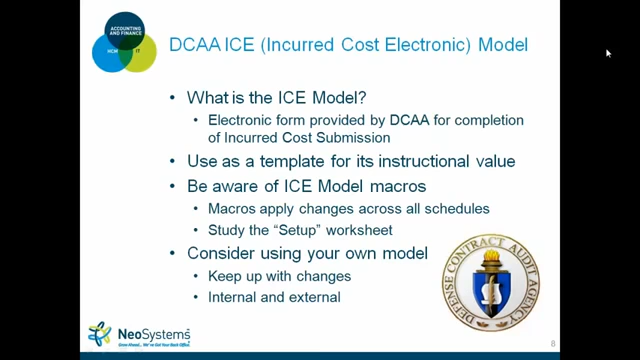 ACCOUNTING
AND FINANCE
HCM
IT
DCAA ICE (Incurred Cost Electronic) Model
• What is the ICE Model?
• Electronic form provided by DCAA for completion
of Incurred Cost Submission
• Use as a template for its instructional value
• Be aware of ICE Model macros
• Macros apply changes across all schedules
• Study the “Setup” worksheet
• Consider using your own model
• Keep up with changes
• Internal and external
DEFENSE CONTRACT AUDIT AGENCY
NeoSystems
Grow Ahead...We've Got Your Back Office.
8